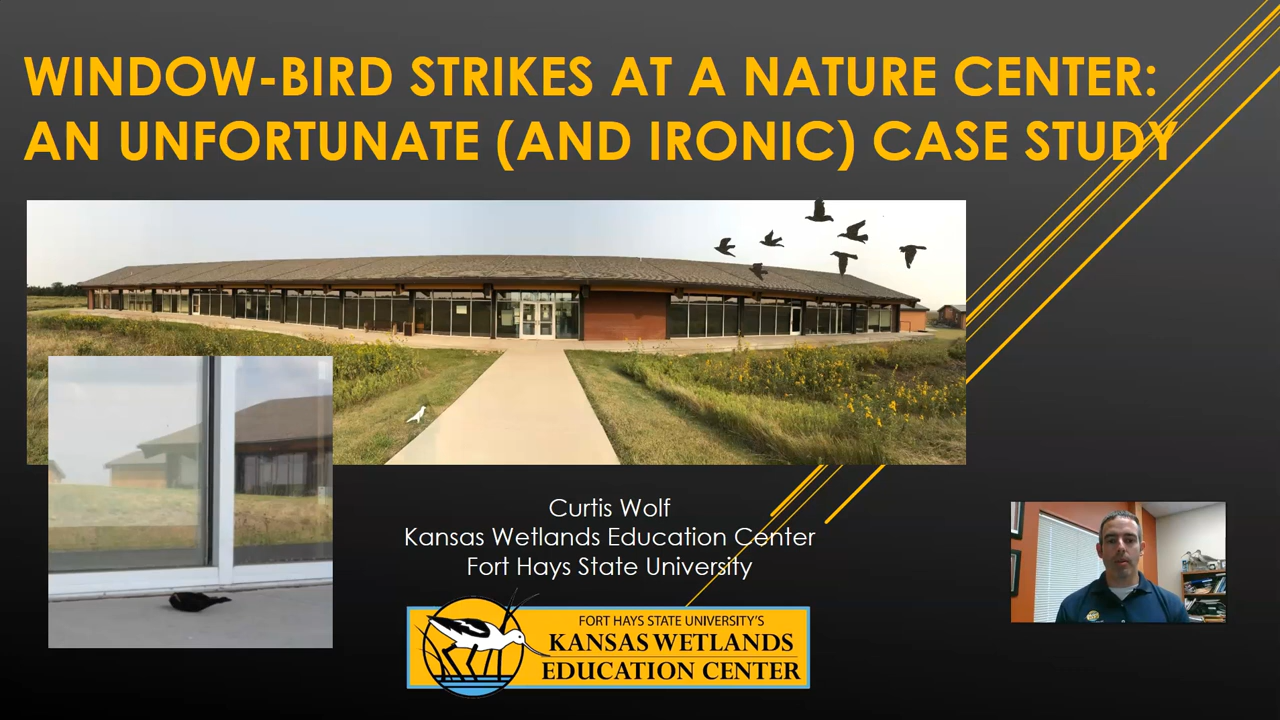 WINDOW-BIRD STRIKES AT A NATURE CENTER:
AN UNFORTUNATE (AND IRONIC) CASE STUDY
Curtis Wolf
Kansas Wetlands Education Center
Fort Hays State University
FORT HAYS STATE UNIVERSITY'S
KANSAS WETLANDS
EDUCATION CENTER